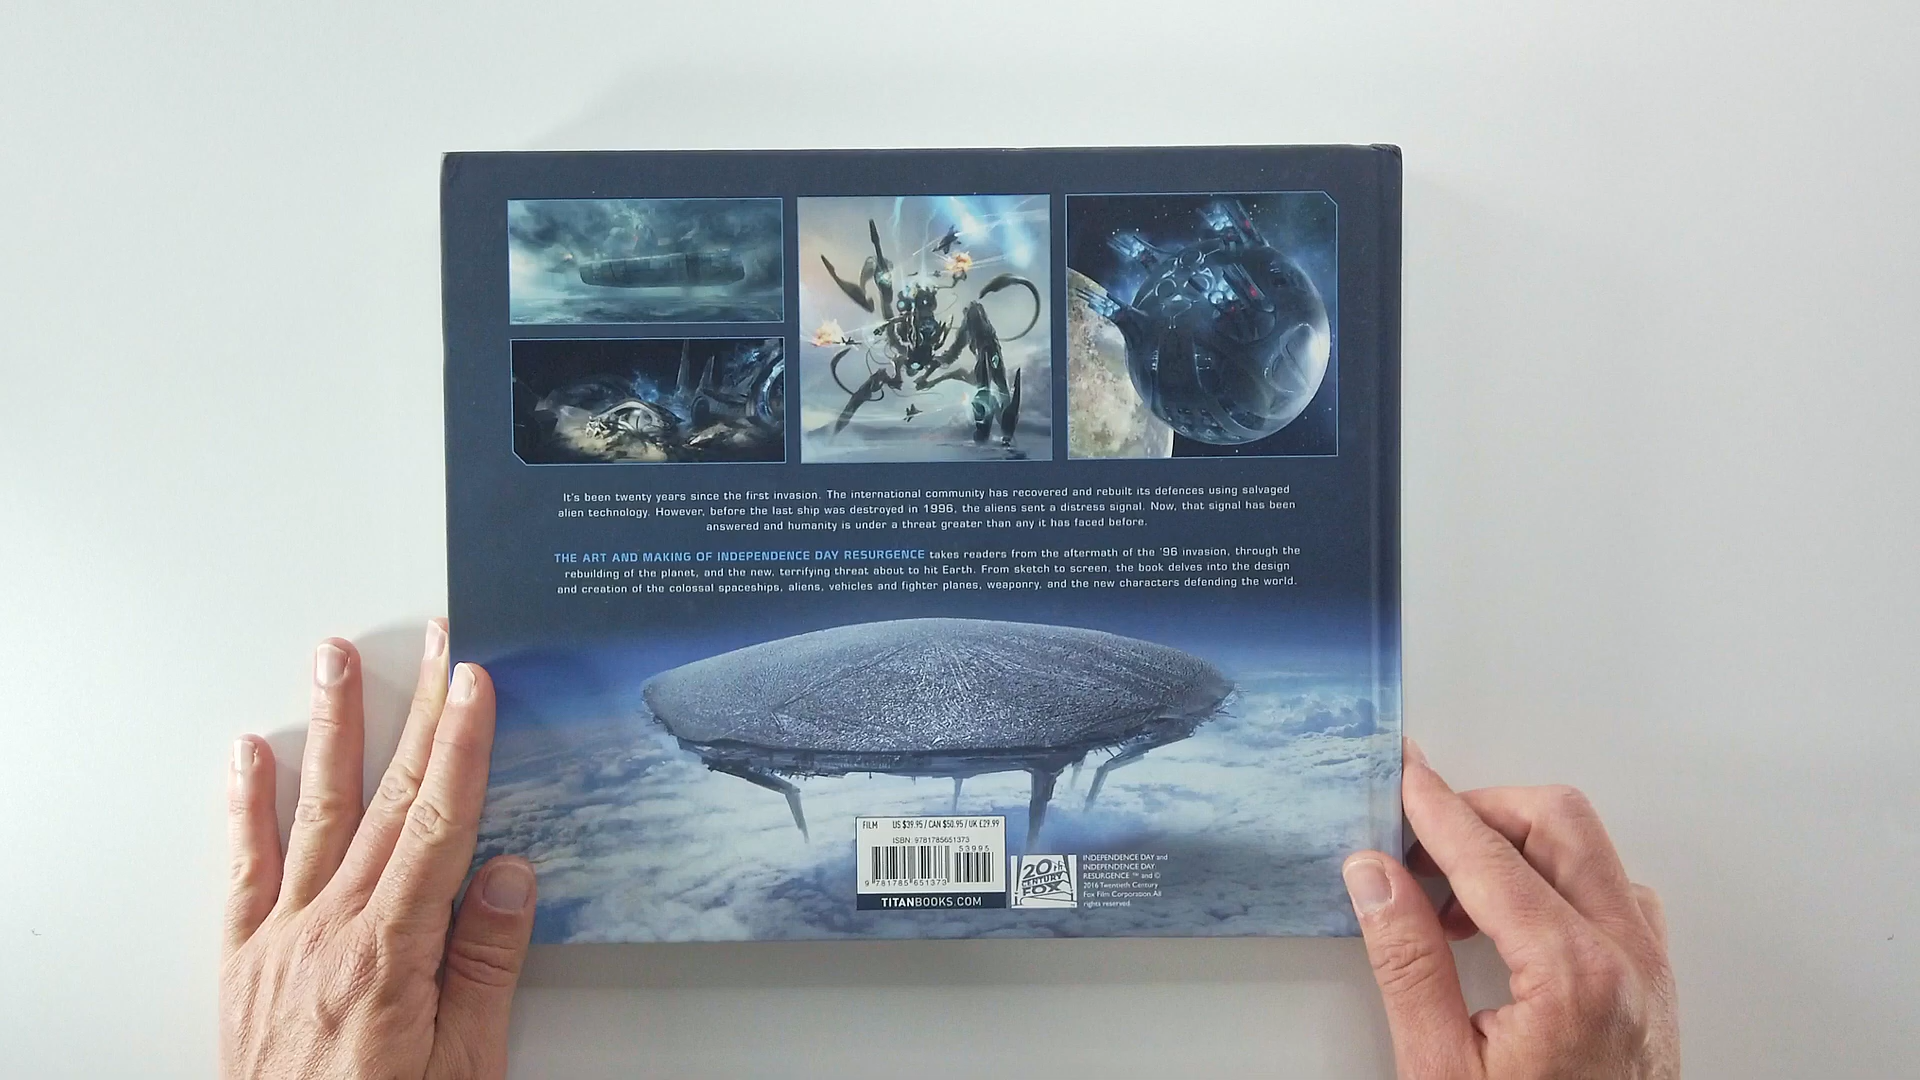 It's been twenty years since the first invasion. The international community has recovered and rebuilt its defences using salvaged
alien technology. However, before the last ship was destroyed in 1996, the aliens sent a distress signal. Now, that signal has been
answered and humanity is under a threat greater than any it has faced before.
THE ART AND MAKING OF INDEPENDENCE DAY RESURGENCE takes readers from the aftermath of the '96 invasion, through the
rebuilding of the planet, and the new, terrifying threat about to hit Earth. From sketch to screen, the book delves into the design
and creation of the colossal spaceships, aliens, vehicles and fighter planes, weaponry, and the new characters defending the world.
FILM US $39.95 / CAN $50.95 / UK £29.99
ISBN: 9781785651373
53995
9 781785 651373
TITANBOOKS.COM
20th
CENTURY
FOX
INDEPENDENCE DAY and
INDEPENDENCE DAY:
RESURGENCE ™ and ©
2016 Twentieth Century
Fox Film Corporation. All
rights reserved.